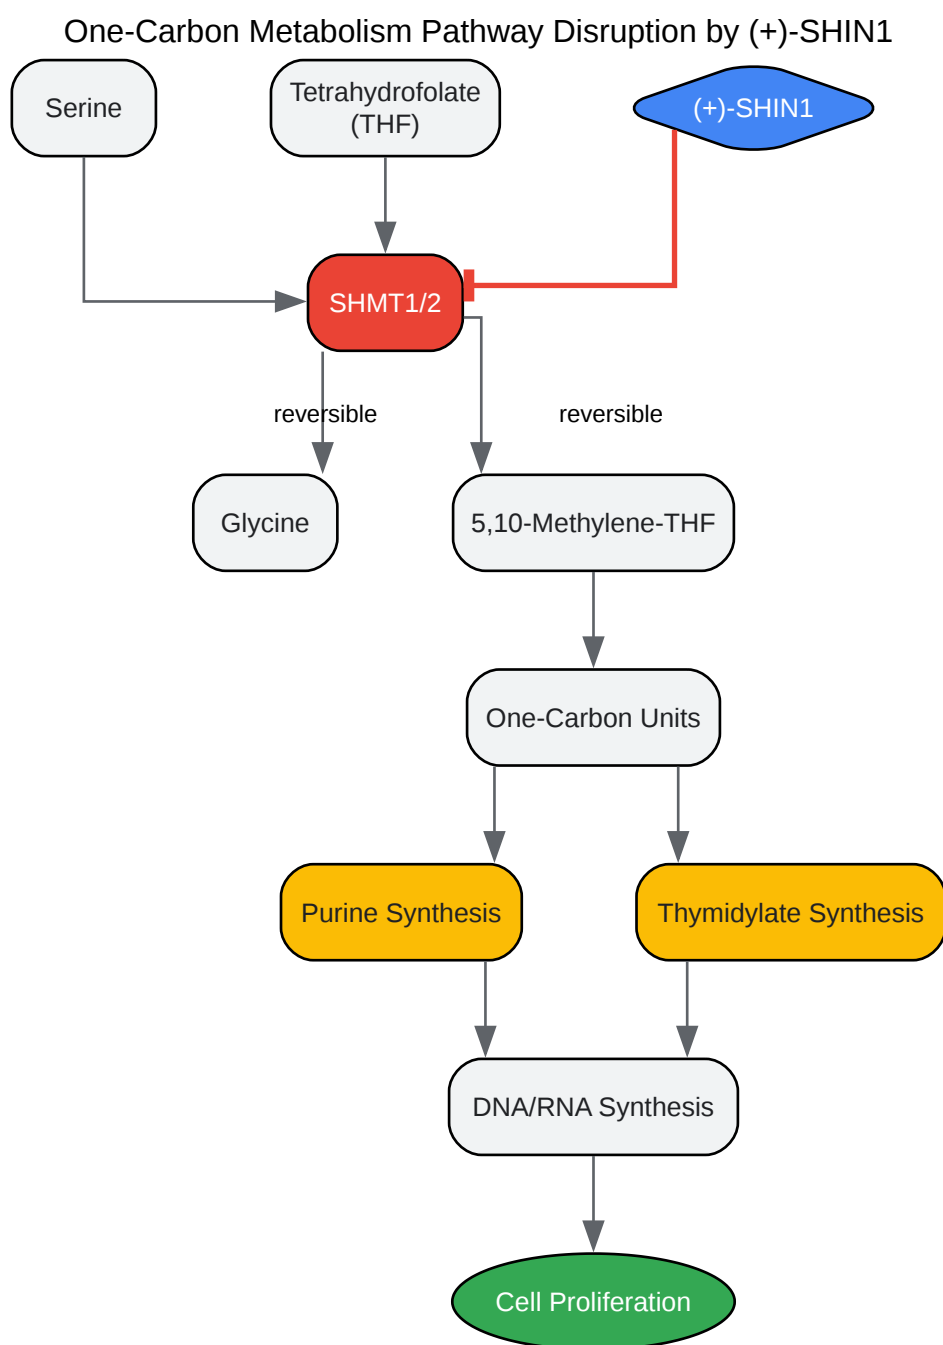 One-Carbon Metabolism Pathway Disruption by (+)-SHIN1
Serine
Tetrahydrofolate
(THF)
(+)-SHIN1
SHMT1/2
reversible
reversible
Glycine
5,10-Methylene-THF
One-Carbon Units
Purine Synthesis
Thymidylate Synthesis
DNA/RNA Synthesis
Cell Proliferation